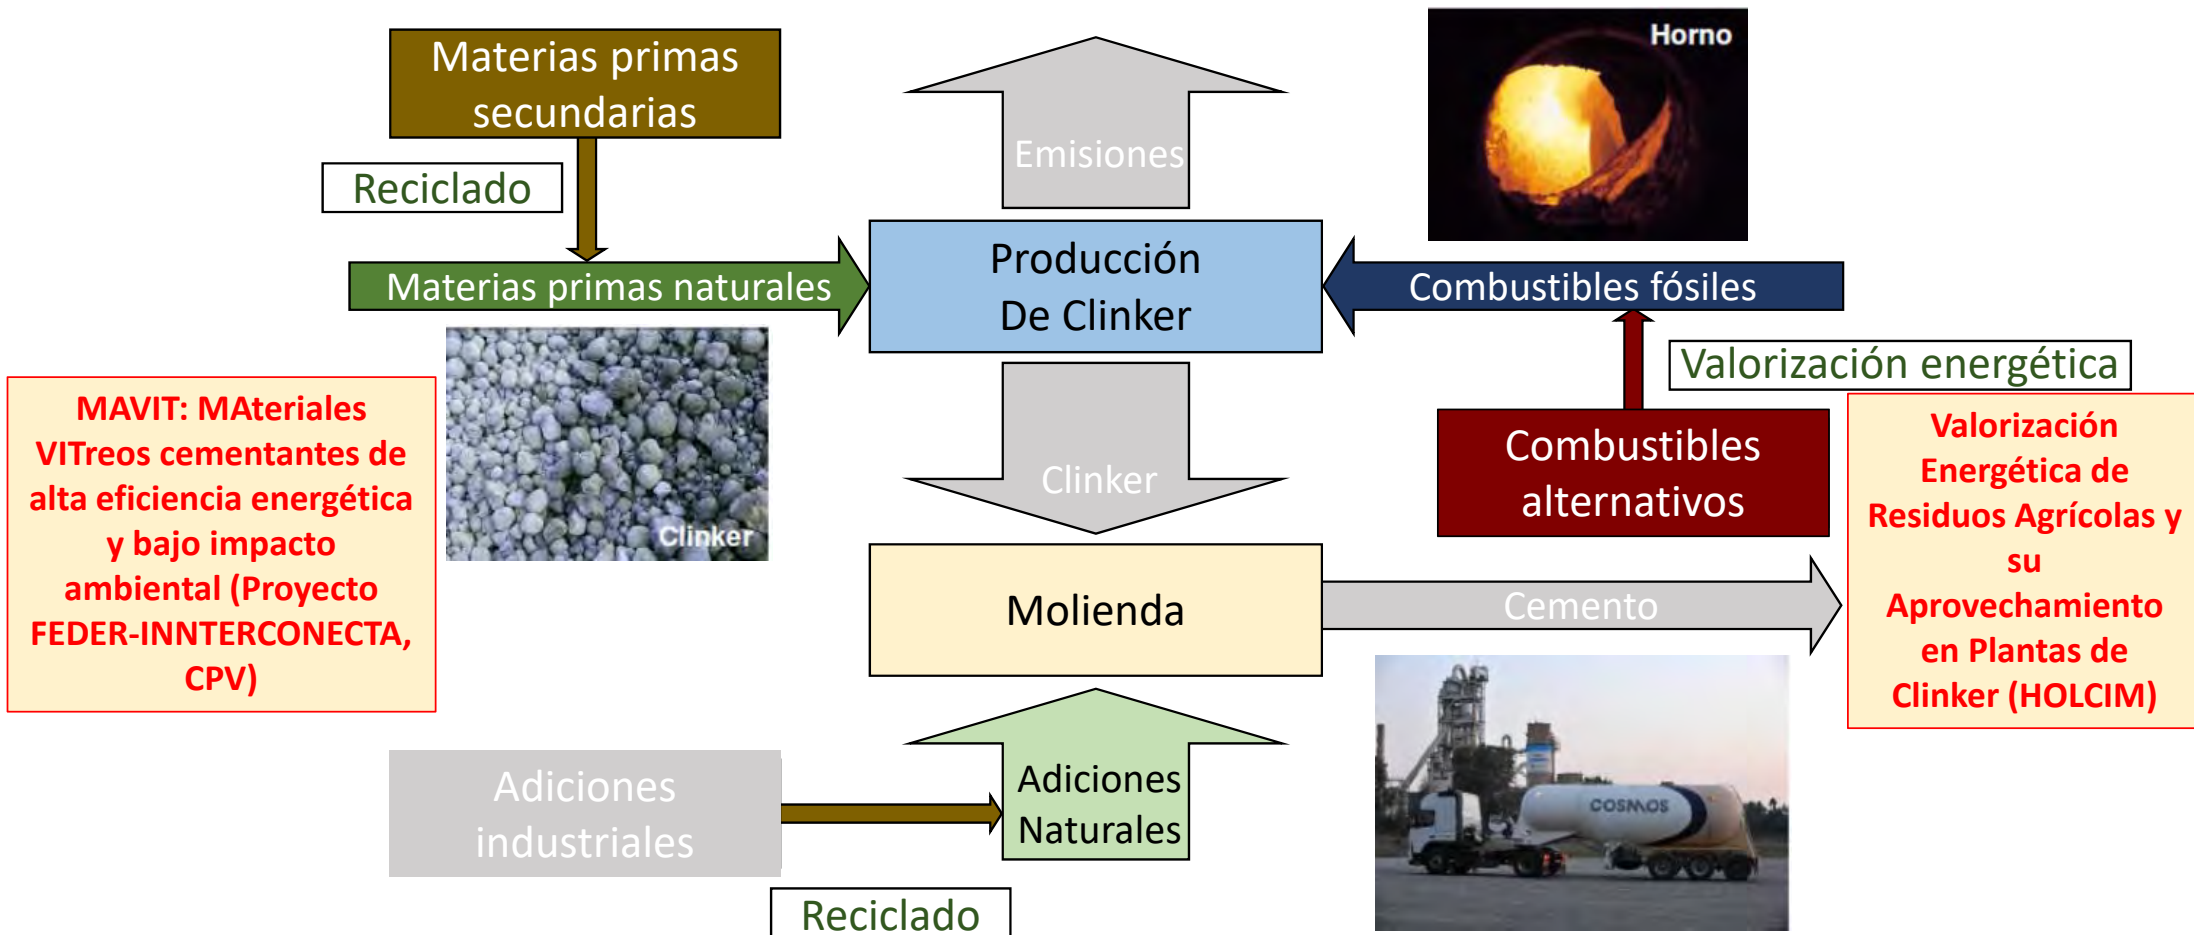 Materias primas
secundarias
Reciclado
Materias primas naturales
Emisiones
Horno
Producción
De Clinker
Combustibles fósiles
Valorización energética
Combustibles
alternativos
MAVIT: MAteriales
VITreos cementantes de
alta eficiencia energética
y bajo impacto
ambiental (Proyecto
FEDER-INNTERCONECTA,
CPV)
Clinker
Clinker
Valorización
Energética de
Residuos Agrícolas y
su
Aprovechamiento
en Plantas de
Clinker (HOLCIM)
Molienda
Cemento
Adiciones
industriales
Adiciones
Naturales
Reciclado
COSMOS